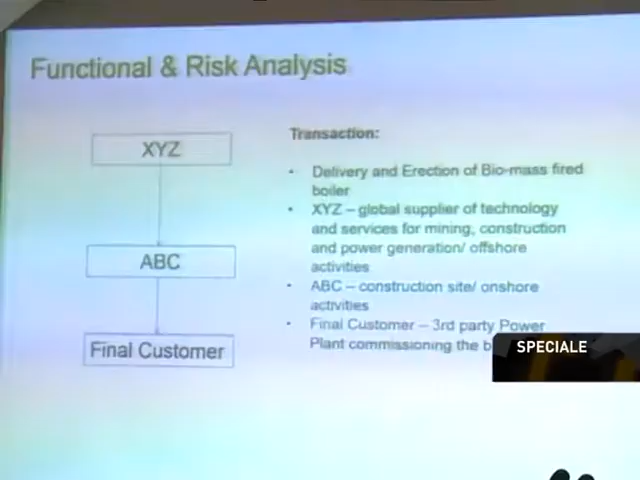 Functional & Risk Analysis
XYZ
ABC
Final Customer
Transaction:
• Delivery and Erection of Bio-mass fired
boiler
• XYZ – global supplier of technology
and services for mining, construction
and power generation/ offshore
activities
• ABC – construction site/ onshore
activities
• Final Customer – 3rd party Power
Plant commissioning the
SPECIALE